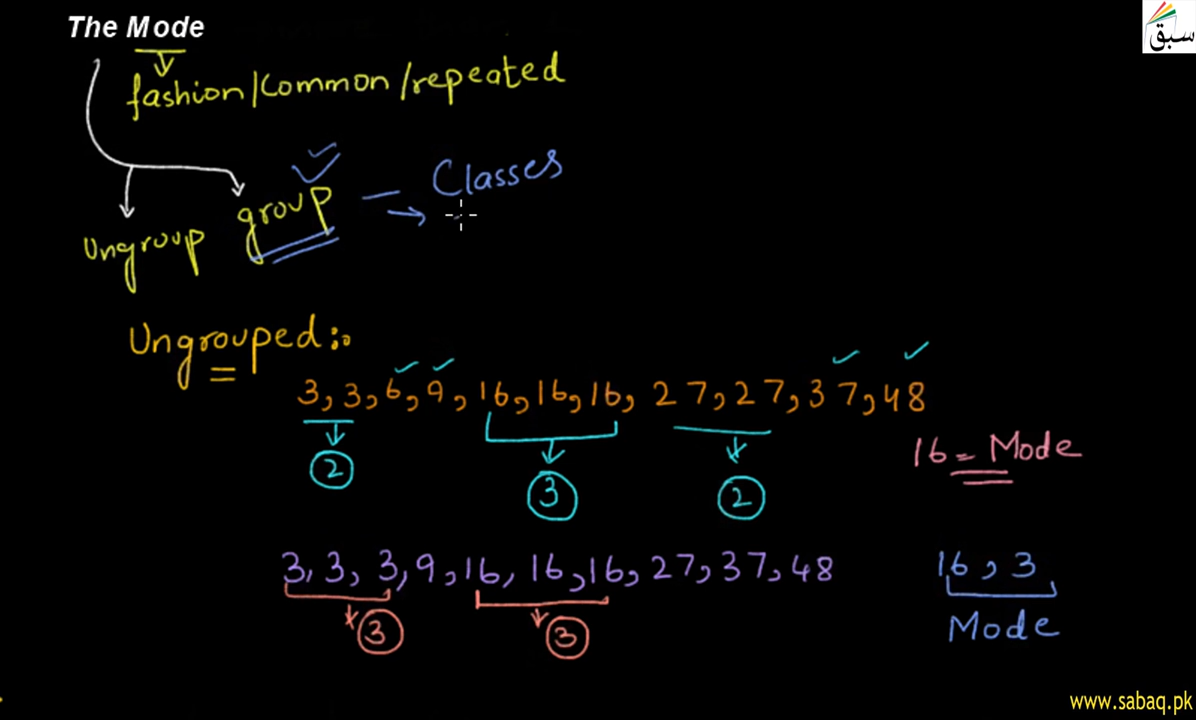 The Mode
سبق
fashion/Common/repeated
Classes
Ungroup group
Ungrouped:
3, 3, 6, 9, 16, 16, 16, 27, 27, 37, 48
2 3 2
16 = Mode
3, 3, 3, 9, 16, 16, 16, 27, 37, 48
3 3
16, 3
Mode
www.sabaq.pk